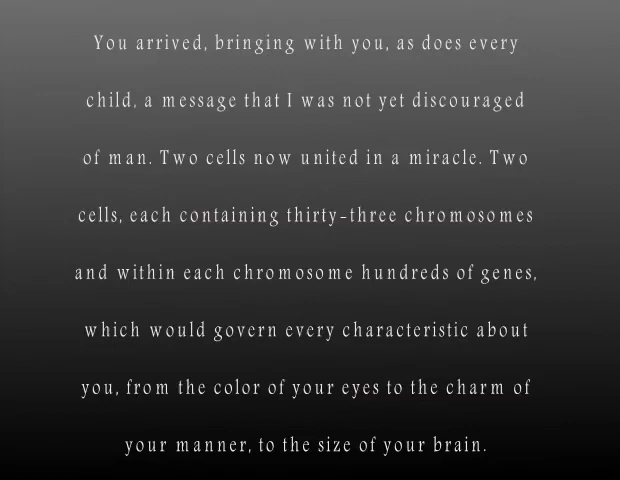 You arrived, bringing with you, as does every
child, a message that I was not yet discouraged
of man. Two cells now united in a miracle. Two
cells, each containing thirty-three chromosomes
and within each chromosome hundreds of genes,
which would govern every characteristic about
you, from the color of your eyes to the charm of
your manner, to the size of your brain.